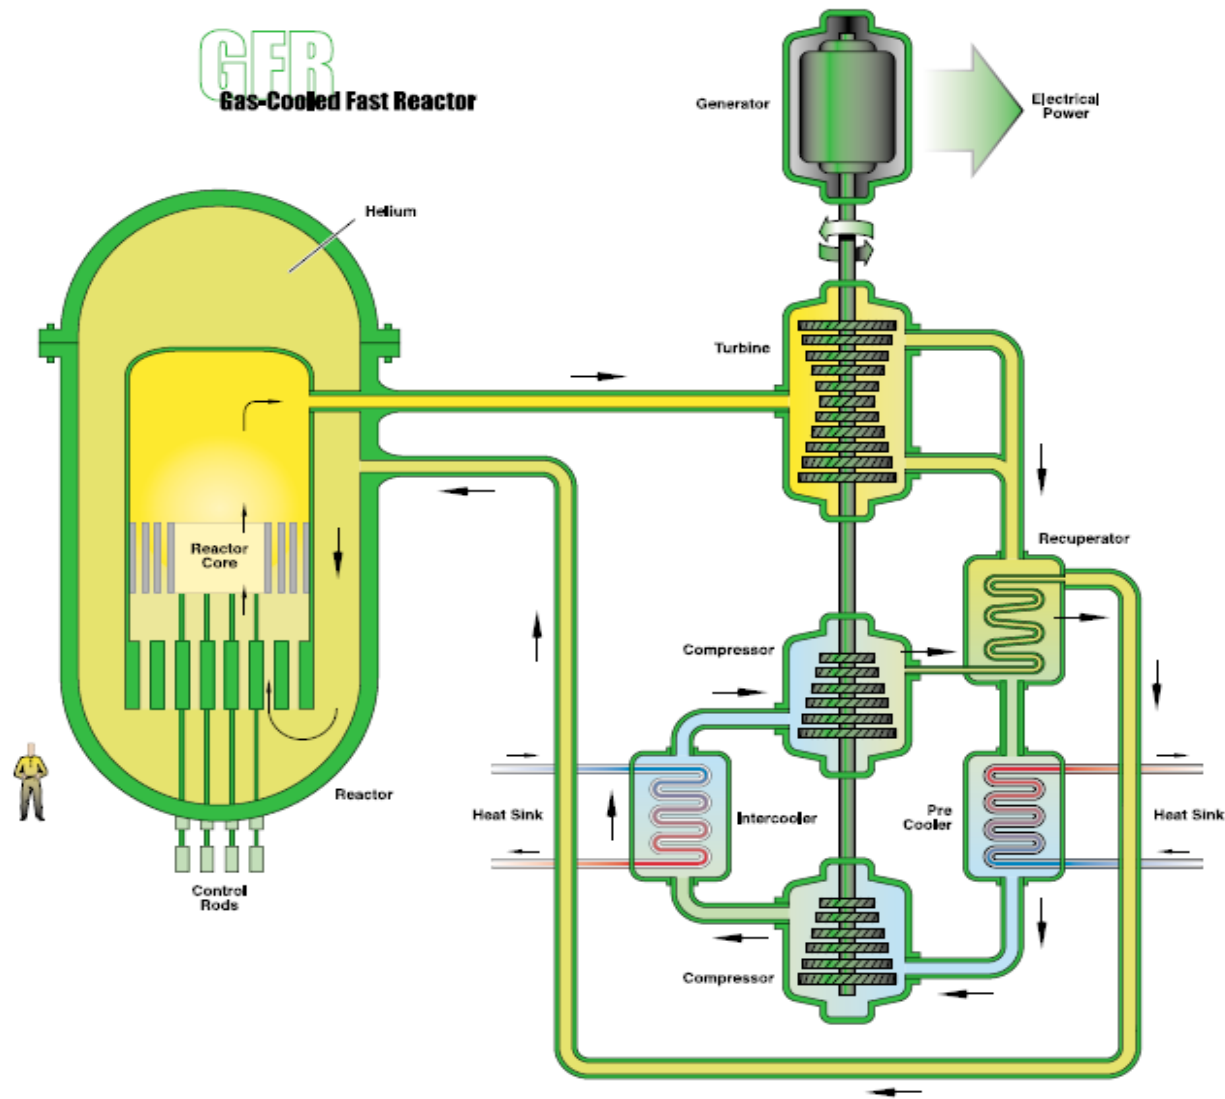 GFR
Gas-Cooled Fast Reactor
Generator
Electrical
Power
Helium
Turbine
Recuperator
Reactor
Core
Compressor
Reactor
Heat Sink
Intercooler
Pre
Cooler
Heat Sink
Control
Rods
Compressor